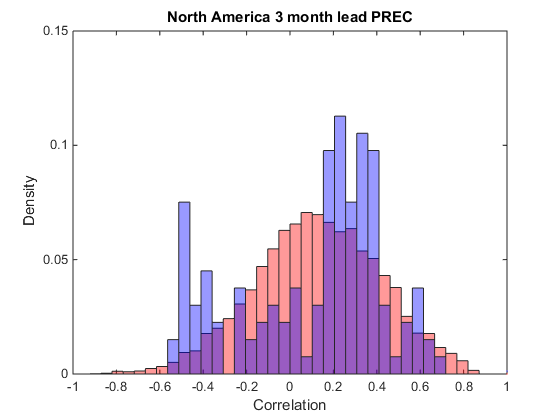 North America 3 month lead PREC
0.15
0.1
0.05
0
-1 -0.8 -0.6 -0.4 -0.2 0 0.2 0.4 0.6 0.8 1
Density
Correlation